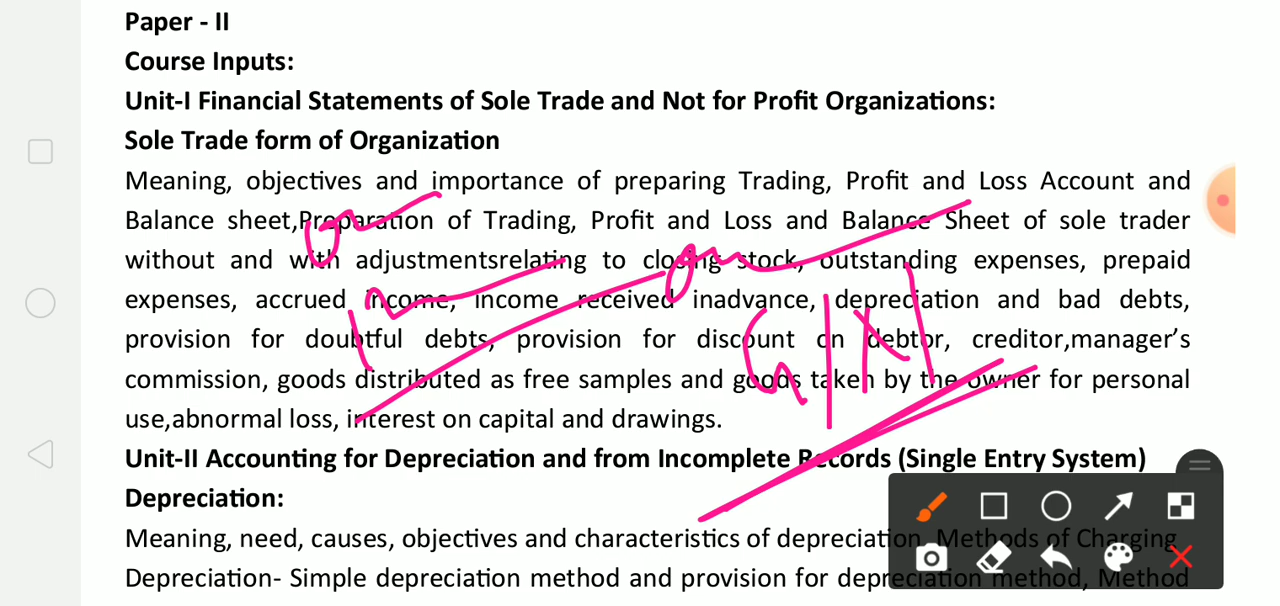 Paper - II
Course Inputs:
Unit-I Financial Statements of Sole Trade and Not for Profit Organizations:
Sole Trade form of Organization
Meaning, objectives and importance of preparing Trading, Profit and Loss Account and
Balance sheet,Preparation of Trading, Profit and Loss and Balance Sheet of sole trader
without and with adjustmentsrelating to closing stock, outstanding expenses, prepaid
expenses, accrued income, income received inadvance, depreciation and bad debts,
provision for doubtful debts, provision for discount on debtor, creditor,manager's
commission, goods distributed as free samples and goods taken by the owner for personal
use,abnormal loss, interest on capital and drawings.
Unit-II Accounting for Depreciation and from Incomplete Records (Single Entry System)
Depreciation:
Meaning, need, causes, objectives and characteristics of depreciation, Methods of Charging
Depreciation- Simple depreciation method and provision for depreciation method, Method